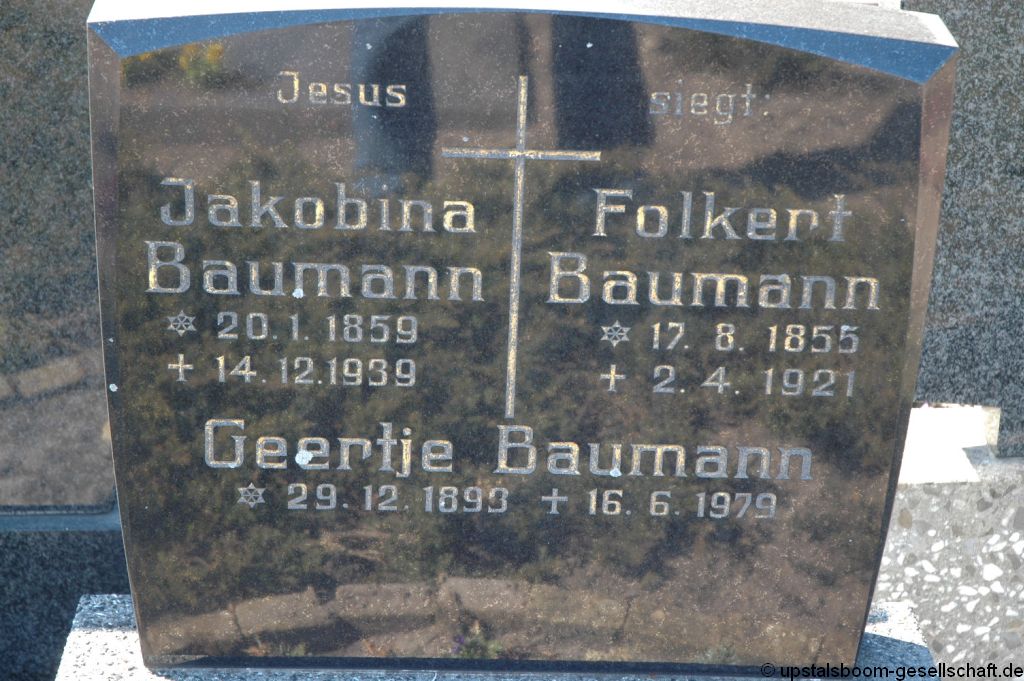 Jesus siegt.
Jakobina
Baumann
✡ 20.1.1859
✝ 14.12.1939
Folkert
Baumann
✡ 17.8.1855
✝ 2.4.1921
Geertje Baumann
✡ 29.12.1893 ✝ 16.6.1979
© upstalsboom-gesellschaft.de